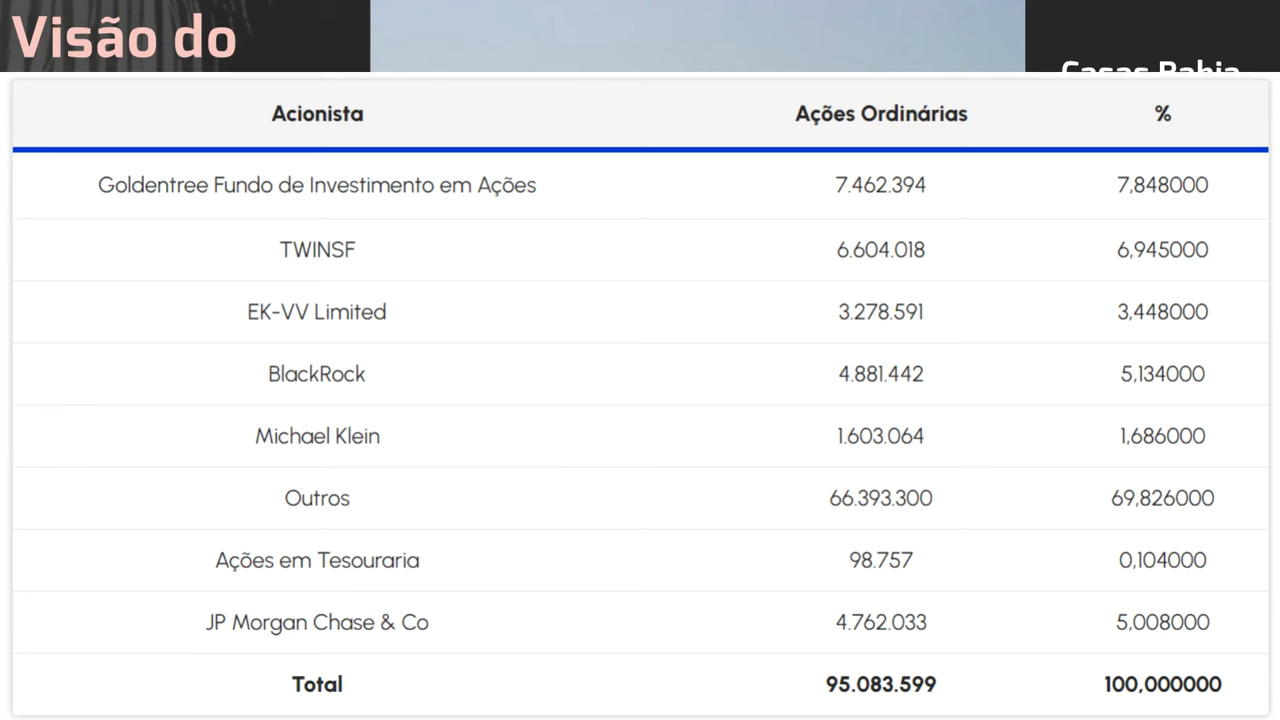 Visão do
Casas Bahia
Acionista Ações Ordinárias %
Goldentree Fundo de Investimento em Ações 7.462.394 7,848000
TWINSF 6.604.018 6,945000
EK-VV Limited 3.278.591 3,448000
BlackRock 4.881.442 5,134000
Michael Klein 1.603.064 1,686000
Outros 66.393.300 69,826000
Ações em Tesouraria 98.757 0,104000
JP Morgan Chase & Co 4.762.033 5,008000
Total 95.083.599 100,000000